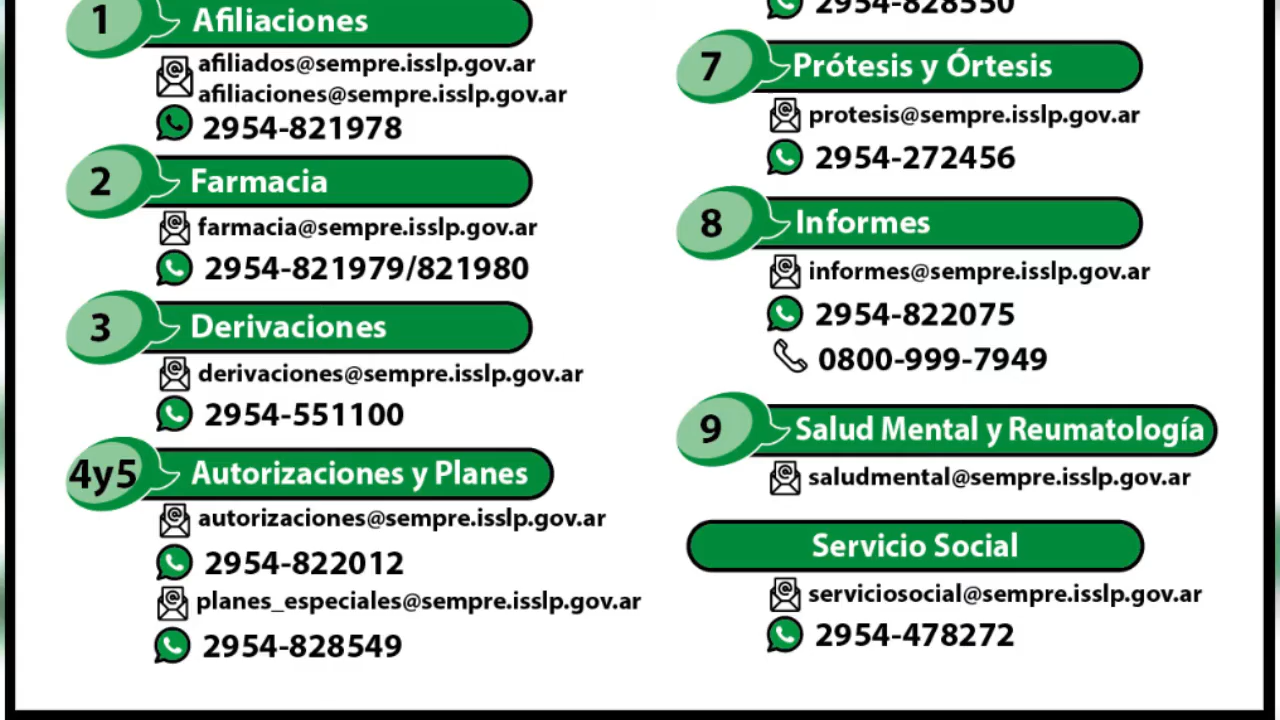 1 Afiliaciones
afiliados@sempre.isslp.gov.ar
afiliaciones@sempre.isslp.gov.ar
2954-821978
2 Farmacia
farmacia@sempre.isslp.gov.ar
2954-821979/821980
3 Derivaciones
derivaciones@sempre.isslp.gov.ar
2954-551100
4y5 Autorizaciones y Planes
autorizaciones@sempre.isslp.gov.ar
2954-822012
planes_especiales@sempre.isslp.gov.ar
2954-828549
2954-828550
7 Prótesis y Órtesis
protesis@sempre.isslp.gov.ar
2954-272456
8 Informes
informes@sempre.isslp.gov.ar
2954-822075
0800-999-7949
9 Salud Mental y Reumatología
saludmental@sempre.isslp.gov.ar
Servicio Social
serviciosocial@sempre.isslp.gov.ar
2954-478272